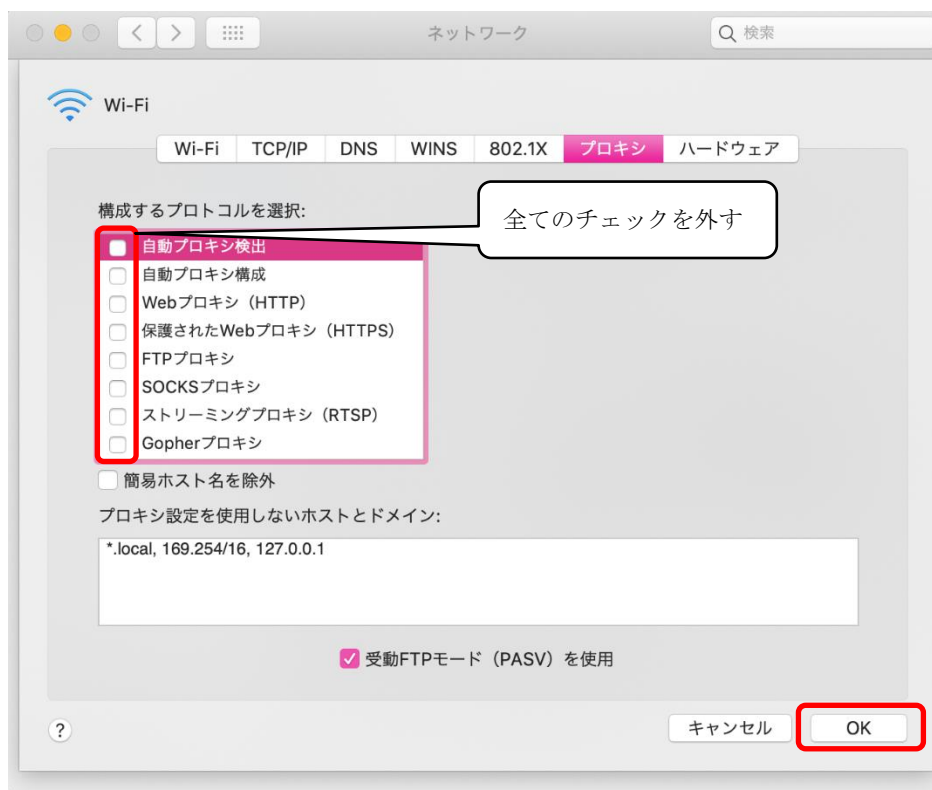 ネットワーク
検索
Wi-Fi
Wi-Fi TCP/IP DNS WINS 802.1X プロキシ ハードウェア
構成するプロトコルを選択:
全てのチェックを外す
自動プロキシ検出
自動プロキシ構成
Webプロキシ（HTTP）
保護されたWebプロキシ（HTTPS）
FTPプロキシ
SOCKSプロキシ
ストリーミングプロキシ（RTSP）
Gopherプロキシ
簡易ホスト名を除外
プロキシ設定を使用しないホストとドメイン:
*.local, 169.254/16, 127.0.0.1
受動FTPモード（PASV）を使用
?
キャンセル OK